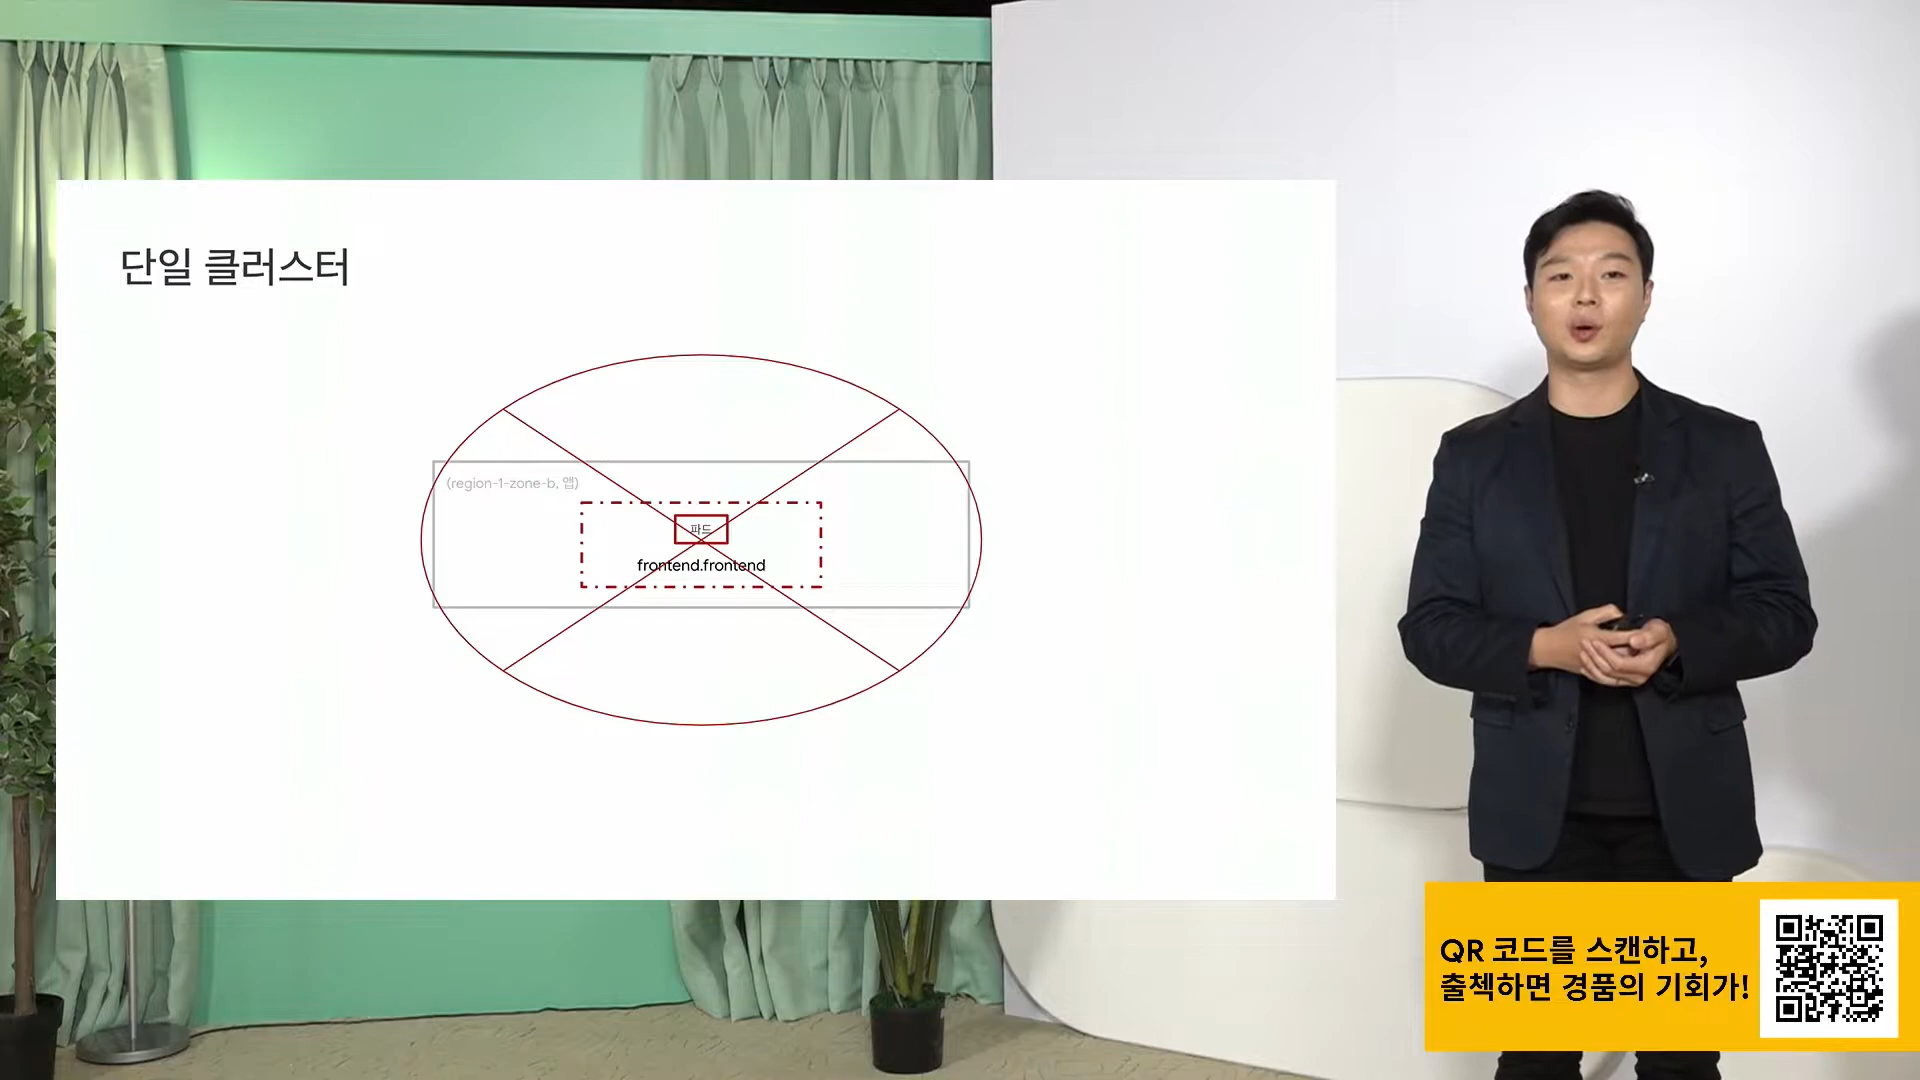 단일 클러스터
(region-1-zone-b, 앱)
파드
frontend.frontend
QR 코드를 스캔하고,
출첵하면 경품의 기회가!